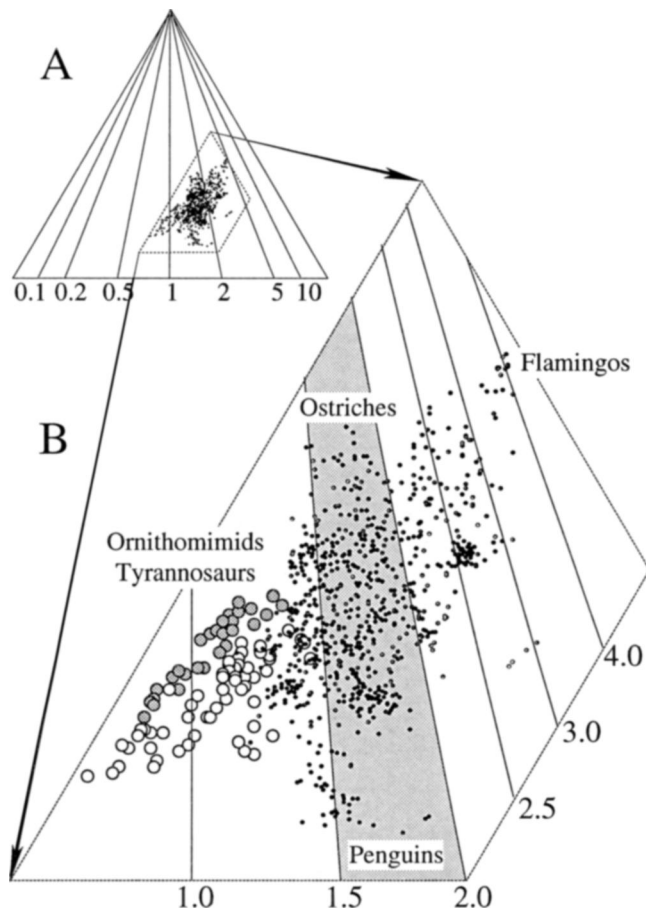 A
0.1 0.2 0.5 1 2 5 10
Flamingos
Ostriches
B
Ornithomimids
Tyrannosaurs
4.0
3.0
2.5
Penguins
1.0 1.5 2.0